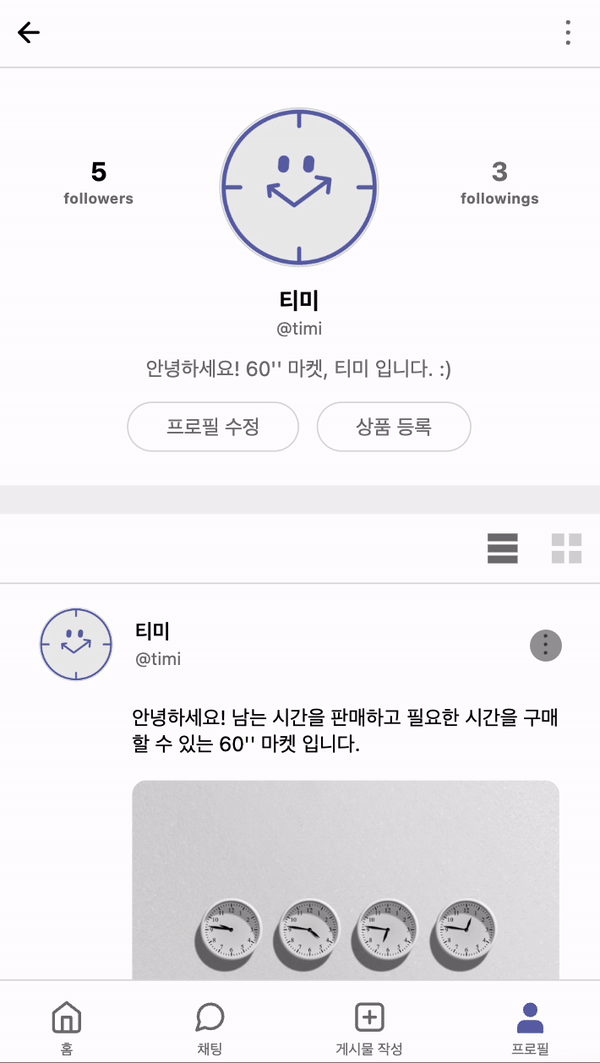 5
followers
3
followings
티미
@timi
안녕하세요! 60'' 마켓, 티미 입니다. :)
프로필 수정
상품 등록
티미
@timi
안녕하세요! 남는 시간을 판매하고 필요한 시간을 구매
할 수 있는 60'' 마켓 입니다.
홈
채팅
게시물 작성
프로필